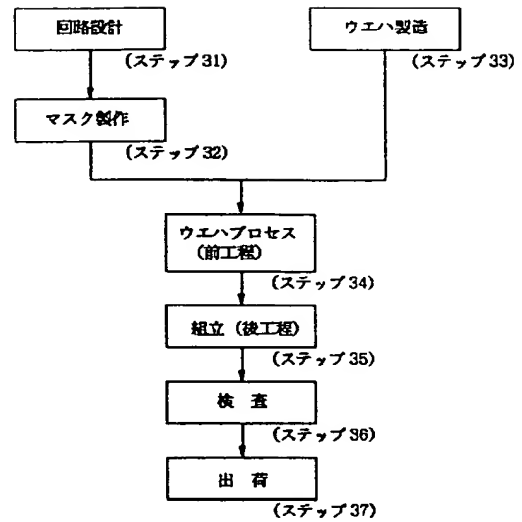 回路設計
(ステップ31)
ウエハ製造
(ステップ33)
マスク製作
(ステップ32)
ウエハプロセス
(前工程)
(ステップ34)
組立(後工程)
(ステップ35)
検 査
(ステップ36)
出 荷
(ステップ37)